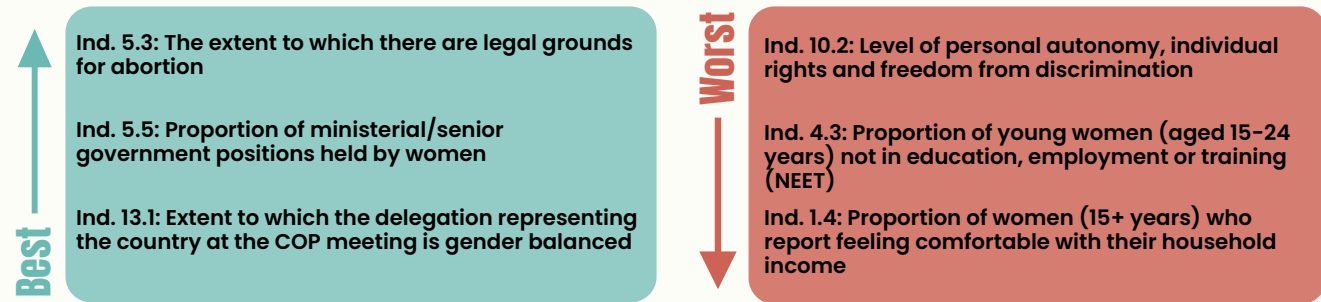 Best
Ind. 5.3: The extent to which there are legal grounds
for abortion
Ind. 5.5: Proportion of ministerial/senior
government positions held by women
Ind. 13.1: Extent to which the delegation representing
the country at the COP meeting is gender balanced
Worst
Ind. 10.2: Level of personal autonomy, individual
rights and freedom from discrimination
Ind. 4.3: Proportion of young women (aged 15-24
years) not in education, employment or training
(NEET)
Ind. 1.4: Proportion of women (15+ years) who
report feeling comfortable with their household
income